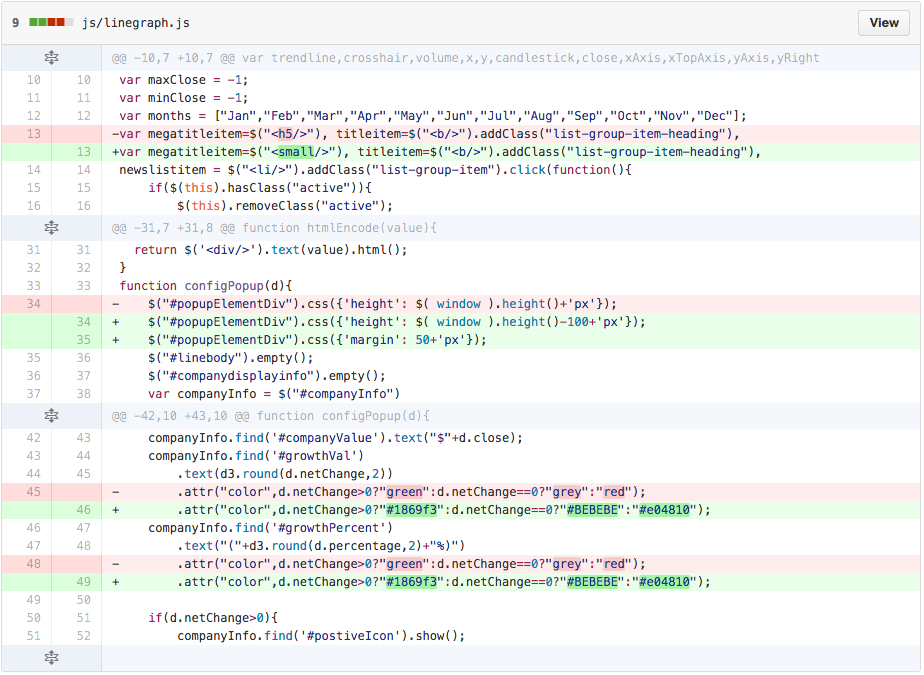 9 js/linegraph.js View
@@ -10,7 +10,7 @@ var trendline,crosshair,volume,x,y,candlestick,close,xAxis,xTopAxis,yAxis,yRight
10 10 var maxClose = -1;
11 11 var minClose = -1;
12 12 var months = ["Jan","Feb","Mar","Apr","May","Jun","Jul","Aug","Sep","Oct","Nov","Dec"];
13 -var megatitleitem=$("<h5/>"), titleitem=$("<b/>").addClass("list-group-item-heading"),
13 +var megatitleitem=$("<small/>"), titleitem=$("<b/>").addClass("list-group-item-heading"),
14 14 newslistitem = $("<li/>").addClass("list-group-item").click(function(){
15 15 if($(this).hasClass("active")){
16 16 $(this).removeClass("active");
@@ -31,7 +31,8 @@ function htmlEncode(value){
31 31 return $('<div/>').text(value).html();
32 32 }
33 33 function configPopup(d){
34 - $("#popupElementDiv").css({'height': $( window ).height()+'px'});
34 + $("#popupElementDiv").css({'height': $( window ).height()-100+'px'});
35 + $("#popupElementDiv").css({'margin': 50+'px'});
35 36 $("#linebody").empty();
36 37 $("#companydisplayinfo").empty();
37 38 var companyInfo = $("#companyInfo")
@@ -42,10 +43,10 @@ function configPopup(d){
42 43 companyInfo.find('#companyValue').text("$"+d.close);
43 44 companyInfo.find('#growthVal')
44 45 .text(d3.round(d.netChange,2))
45 - .attr("color",d.netChange>0?"green":d.netChange==0?"grey":"red");
46 + .attr("color",d.netChange>0?"#1869f3":d.netChange==0?"#BEBEBE":"#e04810");
46 47 companyInfo.find('#growthPercent')
47 48 .text("("+d3.round(d.percentage,2)+"%)")
48 - .attr("color",d.netChange>0?"green":d.netChange==0?"grey":"red");
49 + .attr("color",d.netChange>0?"#1869f3":d.netChange==0?"#BEBEBE":"#e04810");
49 50
50 51 if(d.netChange>0){
51 52 companyInfo.find('#postiveIcon').show();